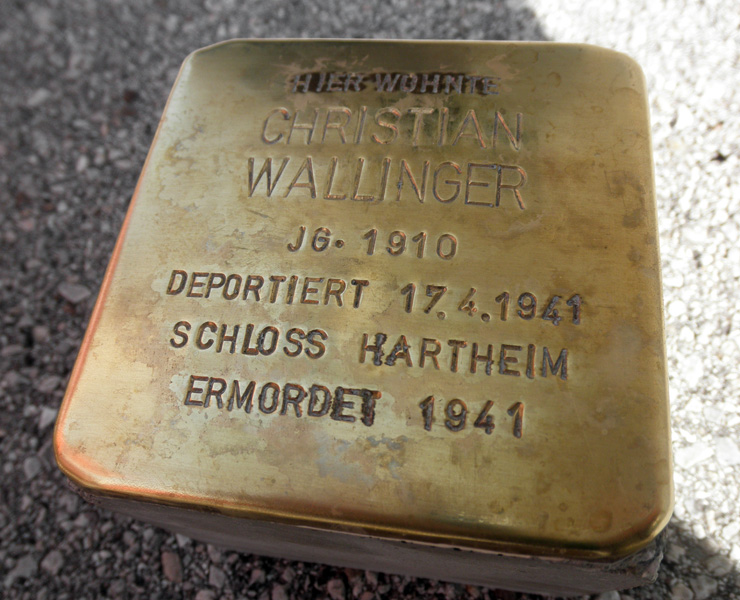 HIER WOHNTE
CHRISTIAN
WALLINGER
JG. 1910
DEPORTIERT 17.4.1941
SCHLOSS HARTHEIM
ERMORDET 1941